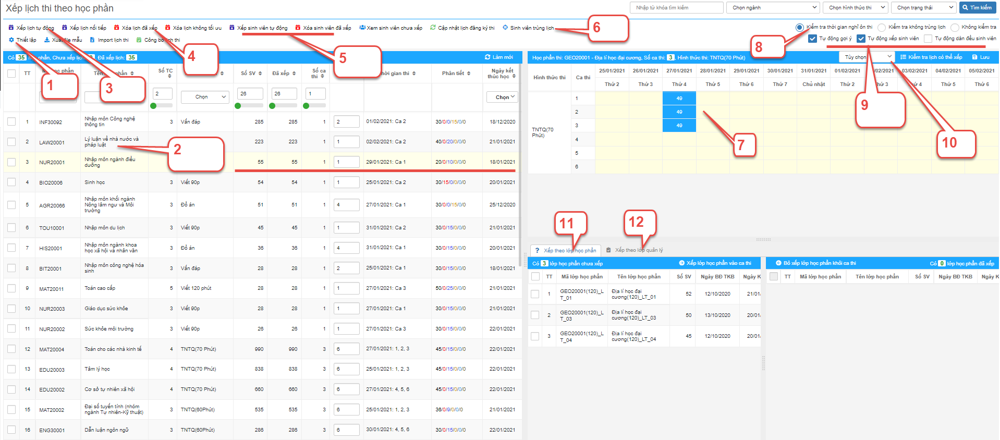 Xếp lịch thi theo học phần
Nhập từ khóa tìm kiếm
Chọn ngành
Chọn hình thức thi
Chọn trạng thái
Tìm kiếm
Xếp lịch tự động
Xếp lịch nối tiếp
Xóa lịch đã xếp
Xóa lịch không tối ưu
Xếp sinh viên tự động
Xóa sinh viên đã xếp
Xem sinh viên chưa xếp
Cập nhật lịch đăng ký thi
Sinh viên trùng lịch
Kiểm tra thời gian nghỉ ôn thi
Kiểm tra không trùng lịch
Không kiểm tra
Thiết lập
Xuất file mẫu
Import lịch thi
Công bố lịch thi
Tự động gợi ý
Tự động xếp sinh viên
Tự động dàn đều sinh viên
1
2
3
4
5
6
7
8
9
10
11
12
Có 35 học phần, Chưa xếp lịch, Đã xếp lịch: 35
Làm mới
TT
học phần
Tên phần
Số TC
Số SV
Đã xếp
Số ca thi
hời gian thi
Phân tiết
Ngày kết thúc học
2
Chọn
26
26
1
Chọn
1 INF30092 Nhập môn Công nghệ thông tin 3 Vấn đáp 285 285 1 2 01/02/2021: Ca 2 30/0/0/15/0/0 18/12/2020
2 LAW20001 Lý luận về nhà nước và pháp luật 223 223 1 1 02/02/2021: Ca 2 40/0/20/0/0/0 21/01/2021
3 NUR20001 Nhập môn ngành điều dưỡng 55 55 1 1 29/01/2021: Ca 1 20/0/10/0/0/0 18/01/2021
4 BIO20006 Sinh học 3 Viết 90p 54 54 1 1 25/01/2021: Ca 2 30/15/0/0/0/0 20/01/2021
5 AGR20066 Nhập môn khối ngành Nông lâm ngư và Môi trường 3 Đồ án 51 51 1 4 27/01/2021: Ca 1 30/0/0/15/0/0 25/12/2020
6 TOU10001 Nhập môn du lịch 3 Viết 90p 45 45 1 1 31/01/2021: Ca 2 30/0/15/0/0/0 21/01/2021
7 HIS20001 Nhập môn ngành khoa học xã hội và nhân văn 3 Đồ án 36 36 1 4 31/01/2021: Ca 1 30/0/15/0/0/0 20/01/2021
8 BIT20001 Nhập môn công nghệ hóa sinh 3 Vấn đáp 28 28 1 2 25/01/2021: Ca 1 30/0/15/0/0/0 18/01/2021
9 MAT20011 Toán cao cấp 5 Viết 120 phút 28 28 1 1 27/01/2021: Ca 3 50/0/25/0/0/0 21/01/2021
10 NUR20003 Giáo dục sức khỏe 3 Viết 90p 28 28 1 1 27/01/2021: Ca 1 30/0/15/0/0/0 21/01/2021
11 NUR20002 Sức khỏe môi trường 3 Viết 90p 26 26 1 1 27/01/2021: Ca 3 30/0/15/0/0/0 22/01/2021
12 MAT20004 Toán cho các nhà kinh tế 4 TNTQ(70 Phút) 990 990 3 6 27/01/2021: 1, 2, 3 45/0/15/0/0/0 22/01/2021
13 EDU20003 Tâm lý học 4 TNTQ(70 Phút) 838 838 3 6 25/01/2021: 1, 2, 3 45/0/15/0/0/0 22/01/2021
14 EDU20002 Cơ sở tự nhiên xã hội 4 TNTQ(70 Phút) 660 660 3 6 27/01/2021: 4, 5, 6 45/0/15/0/0/0 22/01/2021
15 MAT20002 Đại số tuyến tính (nhóm ngành Tự nhiên-Kỹ thuật) 3 TNTQ(60Phút) 535 535 3 6 25/01/2021: 1, 2, 3 36/0/9/0/0/0 22/01/2021
16 ENG30001 Dẫn luận ngôn ngữ 3 TNTQ(60Phút) 286 286 3 6 30/01/2021: 4, 5, 6 30/0/15/0/0/0 22/01/2021
Học phần thi: GEO20001 - Địa lí học đại cương, Số ca thi: 3, Hình thức thi: TNTQ(70 Phút)
Tùy chọn
Kiểm tra lịch có thể xếp
Lưu
Hình thức thi
Ca thi
25/01/2021 26/01/2021 27/01/2021 28/01/2021 29/01/2021 30/01/2021 31/01/2021 01/02/2021 /02/2021 03/02/2021 04/02/2021 05/02/2021
Thứ 2 Thứ 3 Thứ 4 Thứ 5 Thứ 6 Thứ 7 Chủ nhật Thứ 2 3 4 Thứ 5 Thứ 6
TNTQ(70 Phút)
1 49
2 49
3 49
4
5
6
Xếp theo lớp học phần
Xếp theo lớp quản lý
Có 3 lớp học phần chưa xếp
Xếp lớp học phần vào ca thi
Bỏ xếp lớp học phần khỏi ca thi
Có 0 lớp học phần đã xếp
TT Mã lớp học phần Tên lớp học phần Số SV Ngày BĐ TKB Ngày K
TT Mã lớp học phần Tên lớp học phần Số SV Ngày BĐ TKB Ngày K
1 GEO20001(120)_LT_01 Địa lí học đại cương(120)_LT_01 52 12/10/2020 21/01/
2 GEO20001(120)_LT_03 Địa lí học đại cương(120)_LT_03 50 13/10/2020 20/01/
3 GEO20001(120)_LT_04 Địa lí học đại cương(120)_LT_04 45 12/10/2020 20/01/